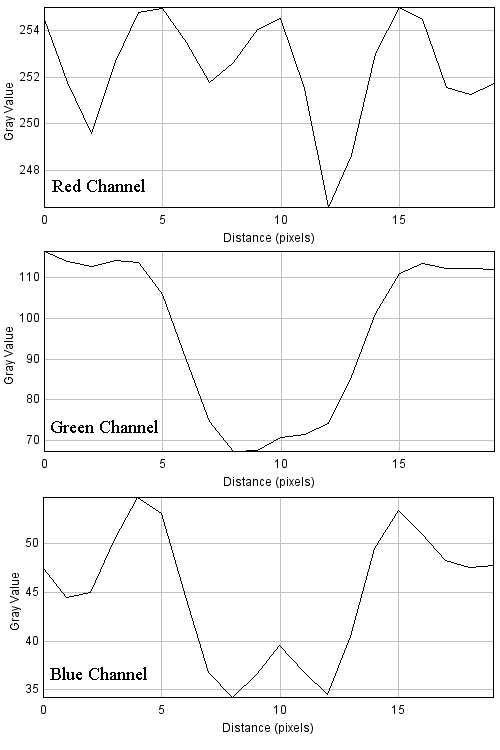 254
252
250
248
Gray Value
Red Channel
0 5 10 15
Distance (pixels)
110
100
90
80
70
Gray Value
Green Channel
0 5 10 15
Distance (pixels)
50
45
40
35
Gray Value
Blue Channel
0 5 10 15
Distance (pixels)